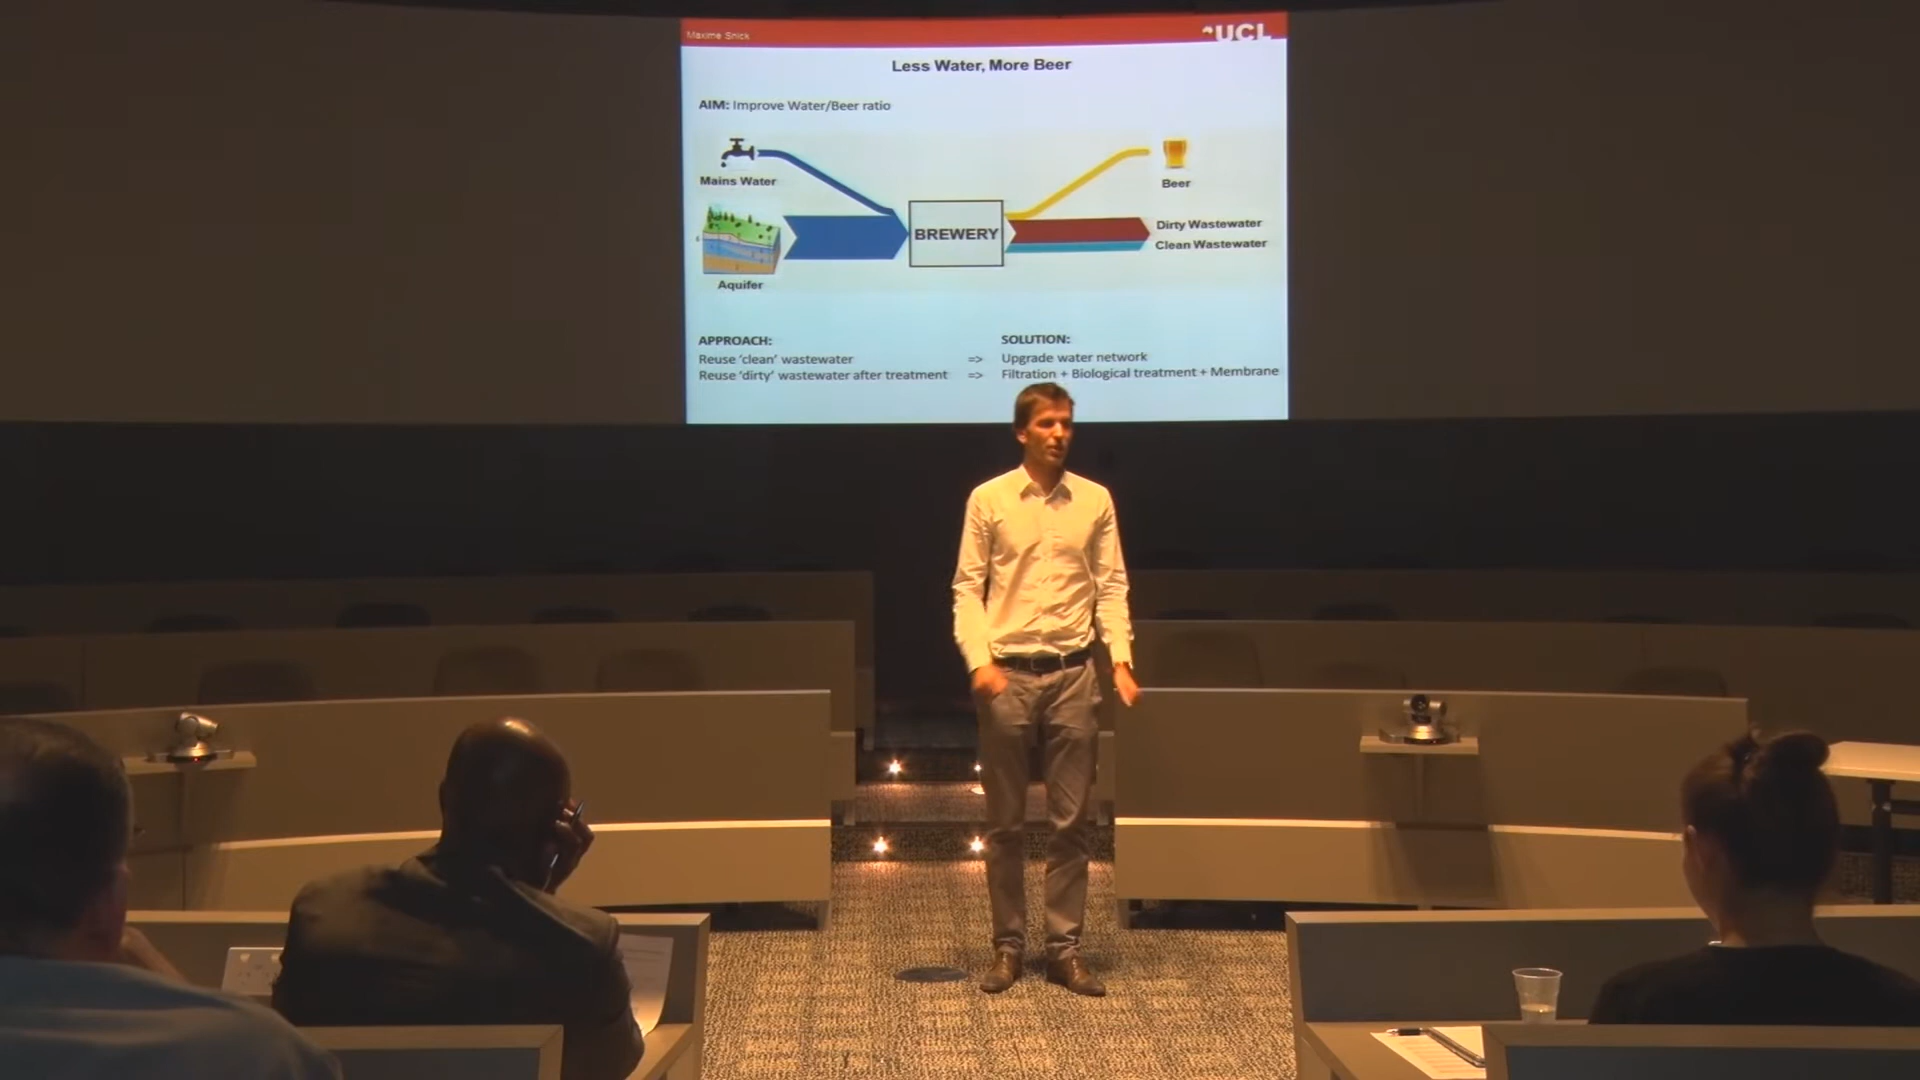 Maxime Snick
UCL
Less Water, More Beer
AIM: Improve Water/Beer ratio
Mains Water
Beer
BREWERY
Dirty Wastewater
Clean Wastewater
Aquifer
APPROACH:
SOLUTION:
Reuse ‘clean’ wastewater => Upgrade water network
Reuse ‘dirty’ wastewater after treatment => Filtration + Biological treatment + Membrane